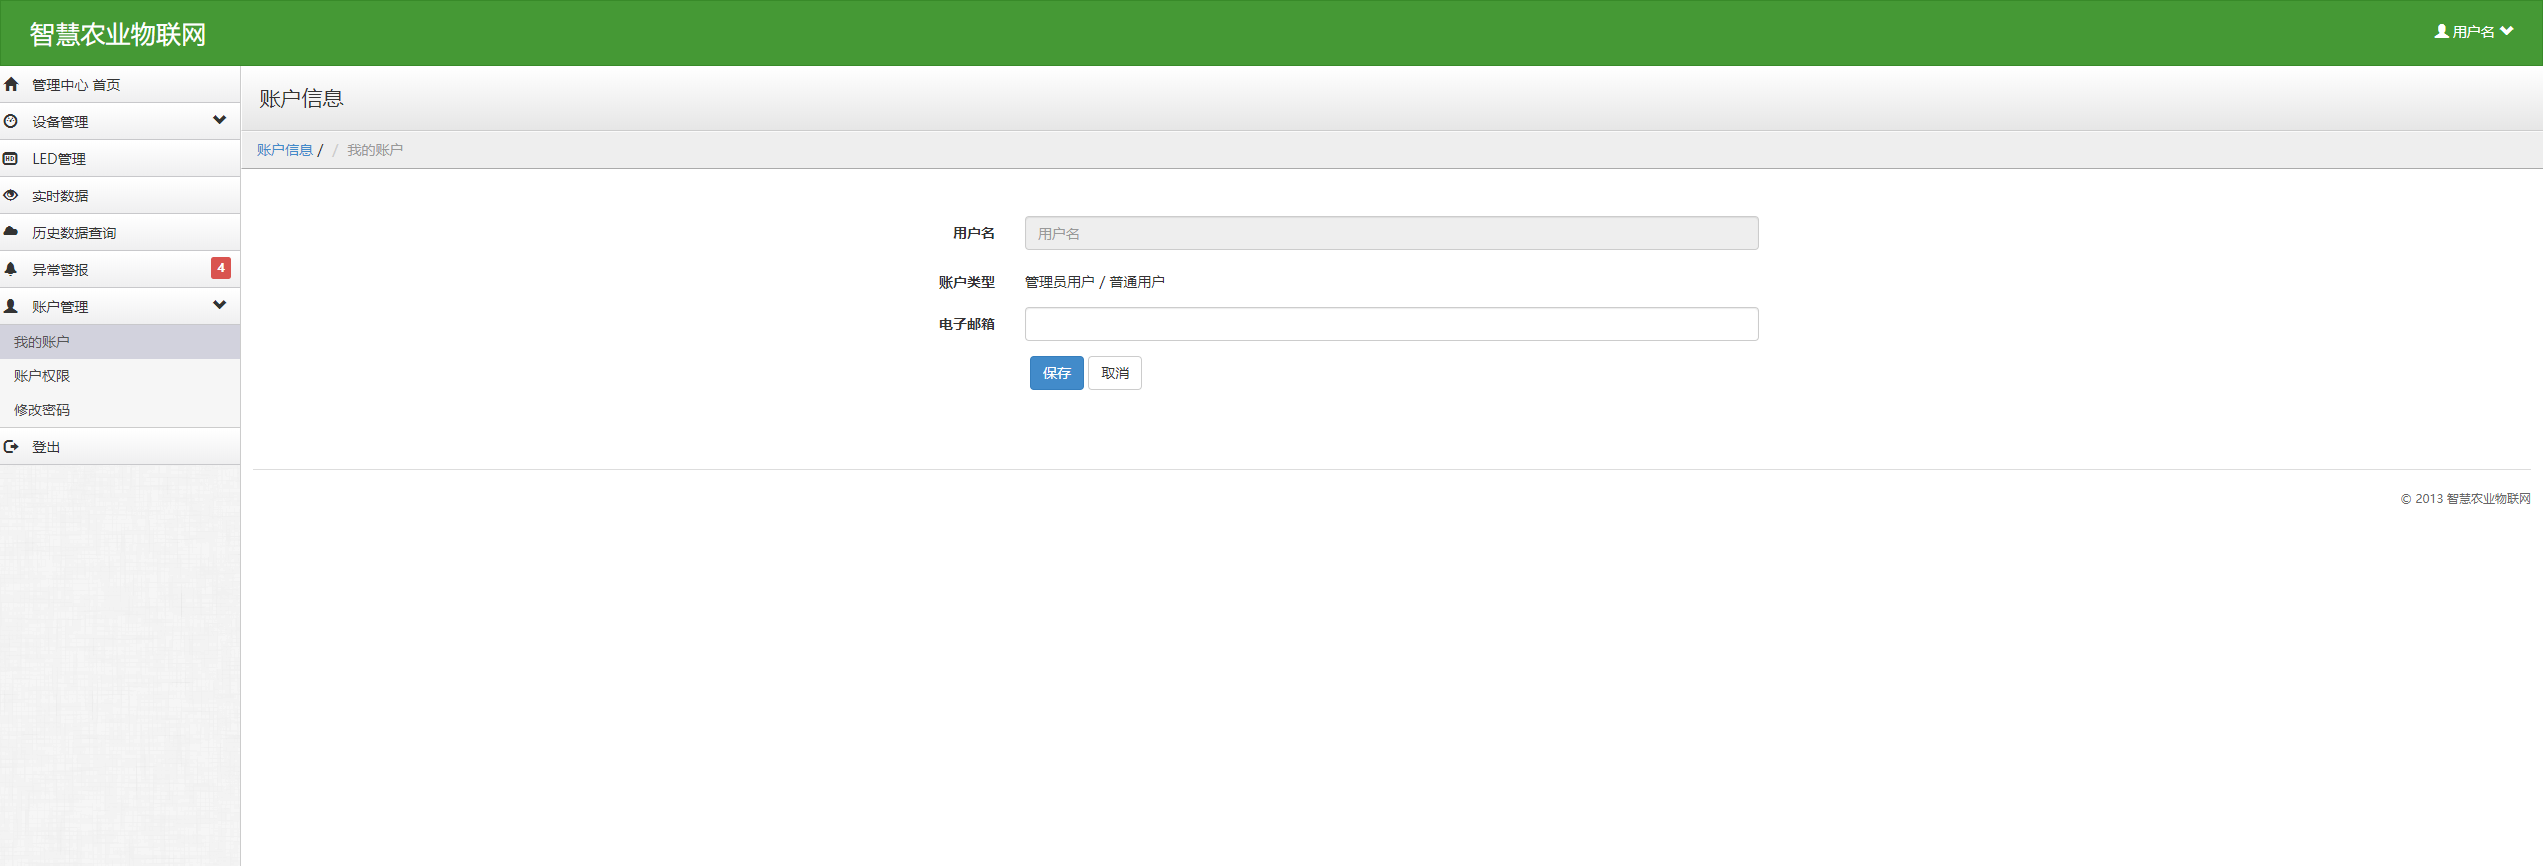 智慧农业物联网
用户名
管理中心 首页
设备管理
LED管理
实时数据
历史数据查询
异常警报 4
账户管理
我的账户
账户权限
修改密码
登出
账户信息
账户信息 / / 我的账户
用户名 用户名
账户类型 管理员用户 / 普通用户
电子邮箱
保存 取消
© 2013 智慧农业物联网